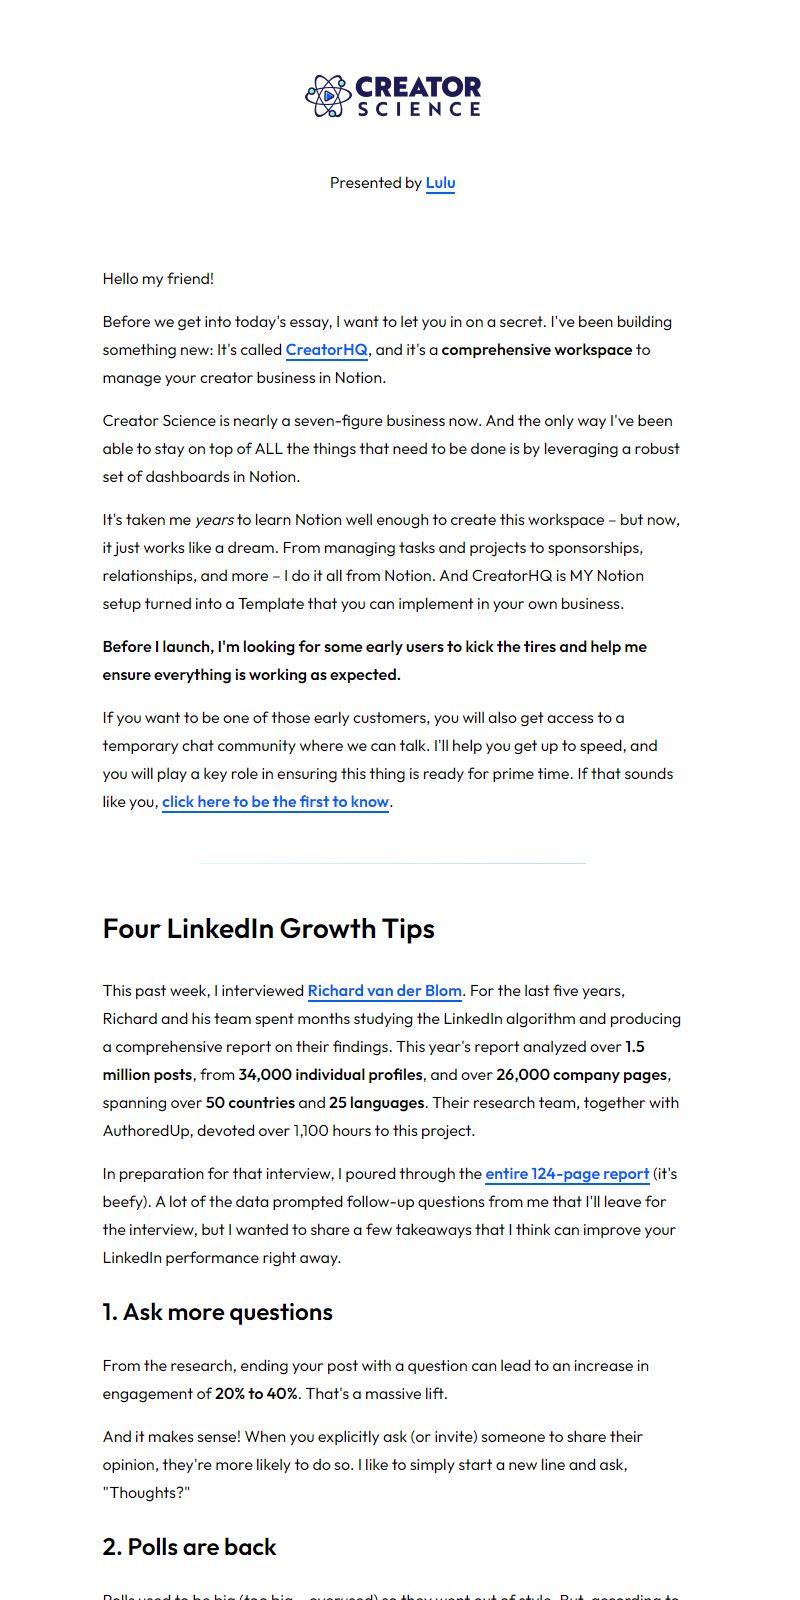 CREATOR
SCIENCE
Presented by Lulu
Hello my friend!
Before we get into today's essay, I want to let you in on a secret. I've been building
something new: It's called CreatorHQ, and it's a comprehensive workspace to
manage your creator business in Notion.
Creator Science is nearly a seven-figure business now. And the only way I've been
able to stay on top of ALL the things that need to be done is by leveraging a robust
set of dashboards in Notion.
It's taken me years to learn Notion well enough to create this workspace – but now,
it just works like a dream. From managing tasks and projects to sponsorships,
relationships, and more – I do it all from Notion. And CreatorHQ is MY Notion
setup turned into a Template that you can implement in your own business.
Before I launch, I'm looking for some early users to kick the tires and help me
ensure everything is working as expected.
If you want to be one of those early customers, you will also get access to a
temporary chat community where we can talk. I'll help you get up to speed, and
you will play a key role in ensuring this thing is ready for prime time. If that sounds
like you, click here to be the first to know.
Four LinkedIn Growth Tips
This past week, I interviewed Richard van der Blom. For the last five years,
Richard and his team spent months studying the LinkedIn algorithm and producing
a comprehensive report on their findings. This year's report analyzed over 1.5
million posts, from 34,000 individual profiles, and over 26,000 company pages,
spanning over 50 countries and 25 languages. Their research team, together with
AuthoredUp, devoted over 1,100 hours to this project.
In preparation for that interview, I poured through the entire 124-page report (it's
beefy). A lot of the data prompted follow-up questions from me that I'll leave for
the interview, but I wanted to share a few takeaways that I think can improve your
LinkedIn performance right away.
1. Ask more questions
From the research, ending your post with a question can lead to an increase in
engagement of 20% to 40%. That's a massive lift.
And it makes sense! When you explicitly ask (or invite) someone to share their
opinion, they're more likely to do so. I like to simply start a new line and ask,
"Thoughts?"
2. Polls are back
Polls used to be big (too big – overused) so they went out of style. But, according to